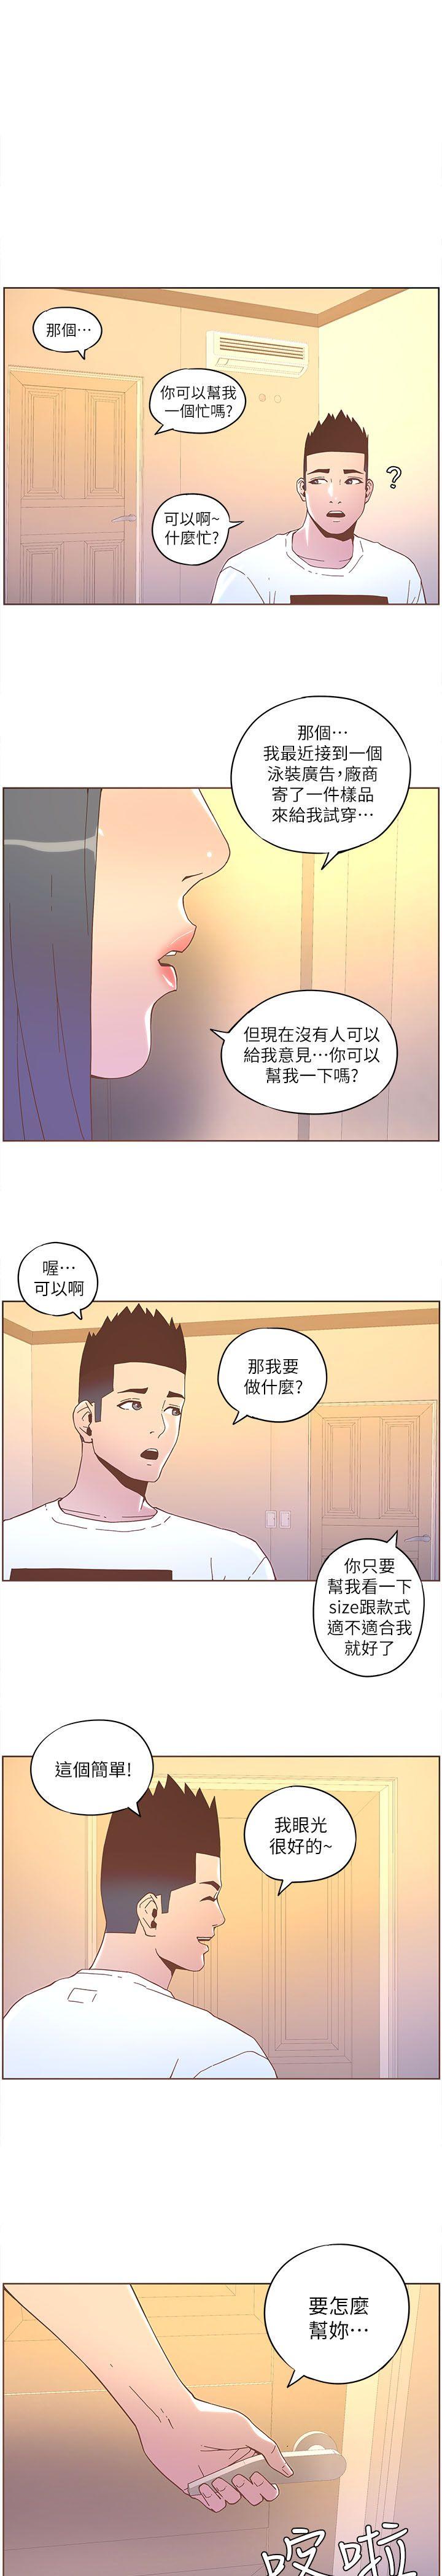 那個…
你可以幫我
一個忙嗎?
?
可以啊~
什麼忙?
那個…
我最近接到一個
泳裝廣告，廠商
寄了一件樣品
來給我試穿…
但現在沒有人可以
給我意見…你可以
幫我一下嗎?
喔…
可以啊
那我要
做什麼?
你只要
幫我看一下
size跟款式
適不適合我
就好了
這個簡單!
我眼光
很好的~
要怎麼
幫妳…
喀啦